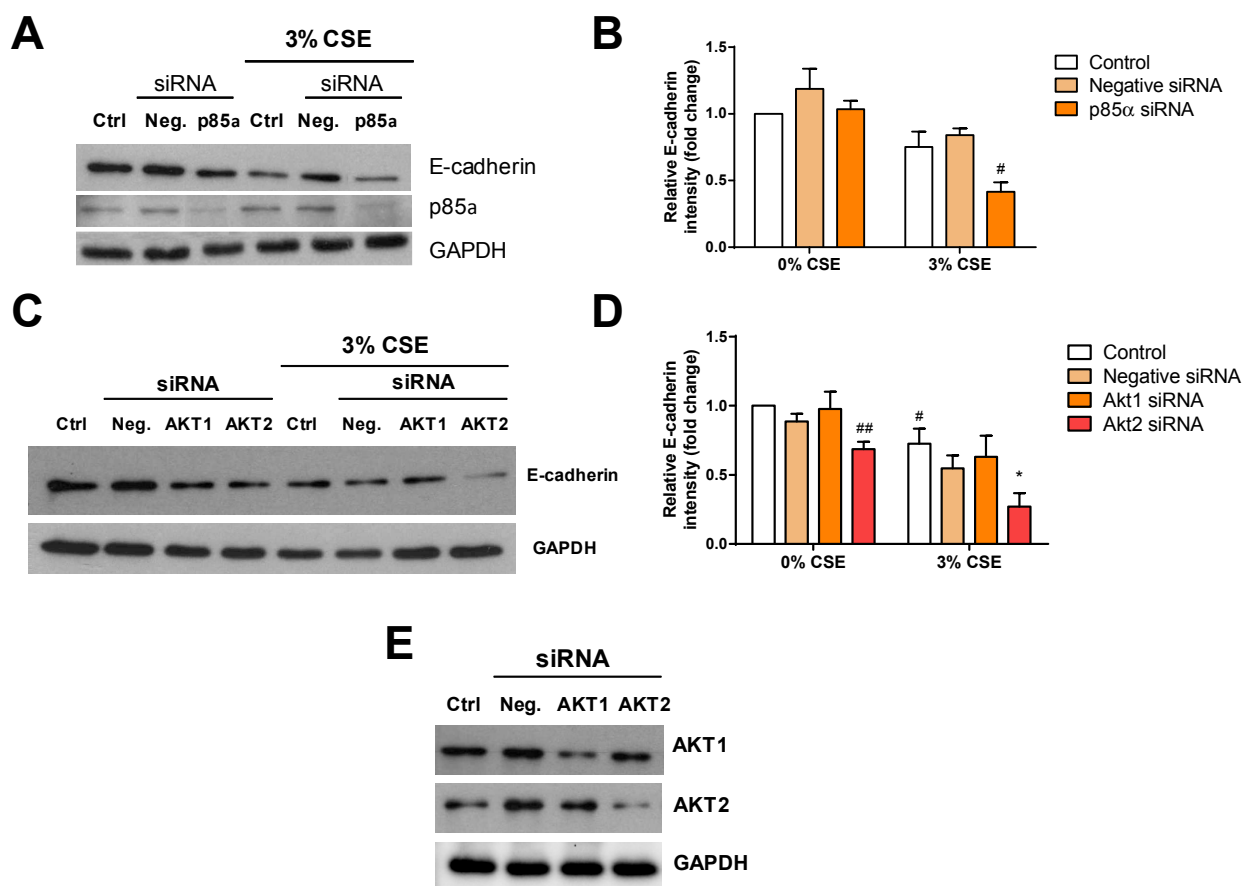 A
3% CSE
siRNA siRNA
Ctrl Neg. p85a Ctrl Neg. p85a
E-cadherin
p85a
GAPDH
B
Relative E-cadherin
intensity (fold change)
1.5
1.0
0.5
0.0
#
0% CSE 3% CSE
Control
Negative siRNA
p85α siRNA
C
3% CSE
siRNA siRNA
Ctrl Neg. AKT1 AKT2 Ctrl Neg. AKT1 AKT2
E-cadherin
GAPDH
D
Relative E-cadherin
intensity (fold change)
1.5
1.0
0.5
0.0
## # *
0% CSE 3% CSE
Control
Negative siRNA
Akt1 siRNA
Akt2 siRNA
E
siRNA
Ctrl Neg. AKT1 AKT2
AKT1
AKT2
GAPDH